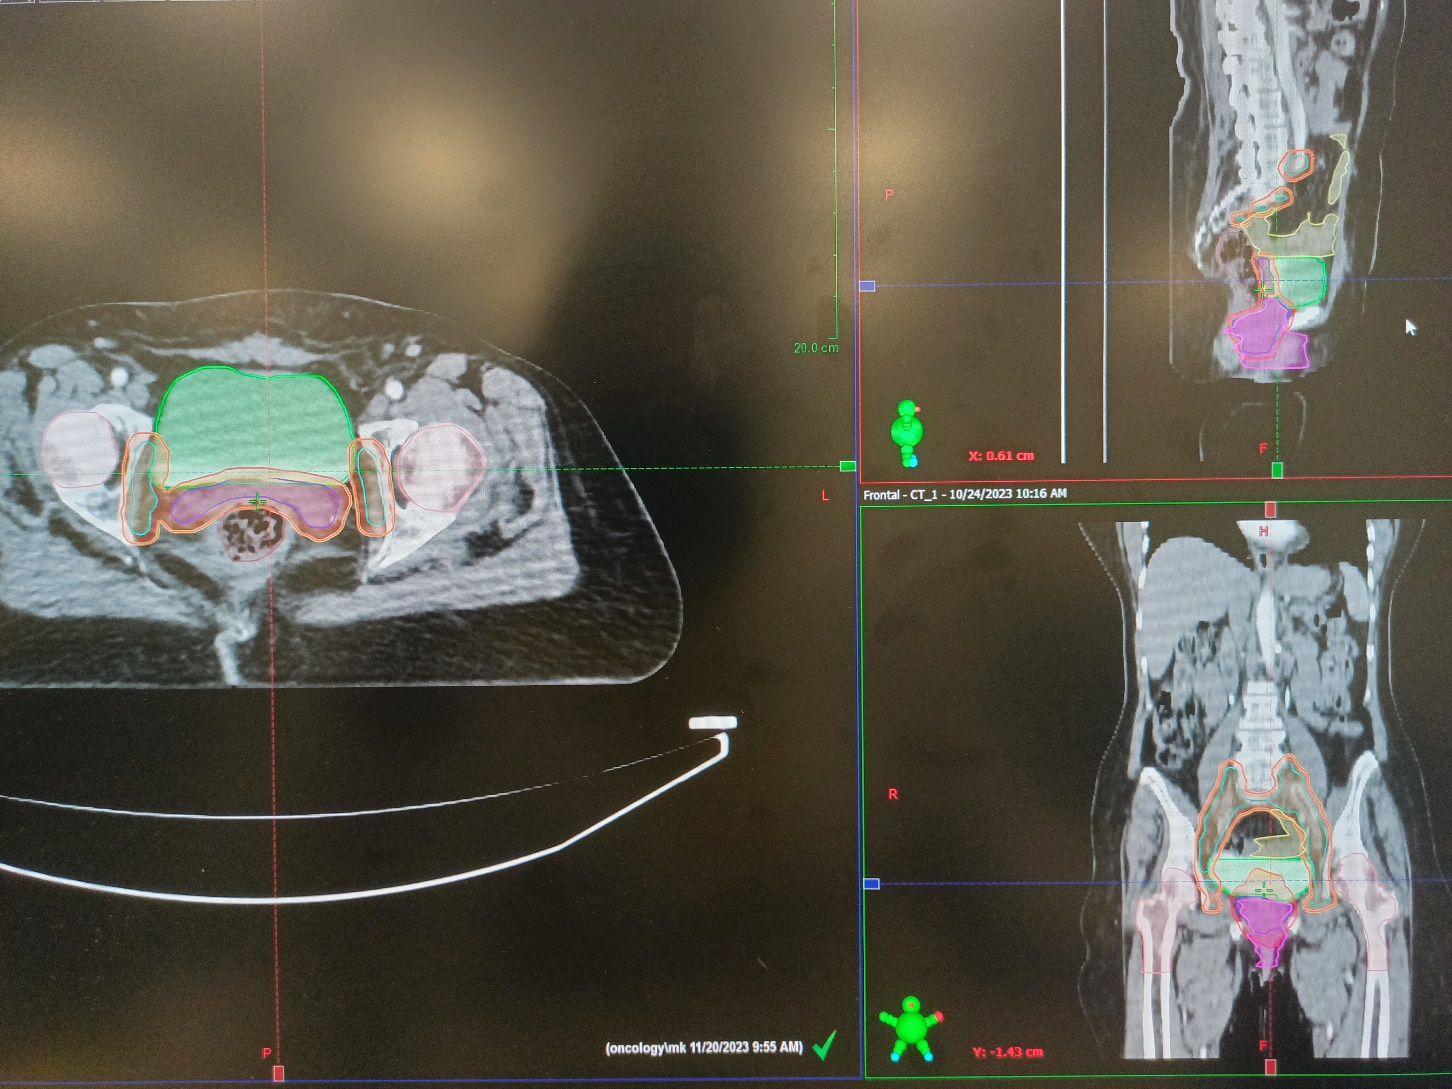 20.0 cm
L
(oncology\mk 11/20/2023 9:55 AM)
P
P
X: 0.61 cm
F
Frontal - CT_1 - 10/24/2023 10:16 AM
H
R
Y: -1.43 cm
F